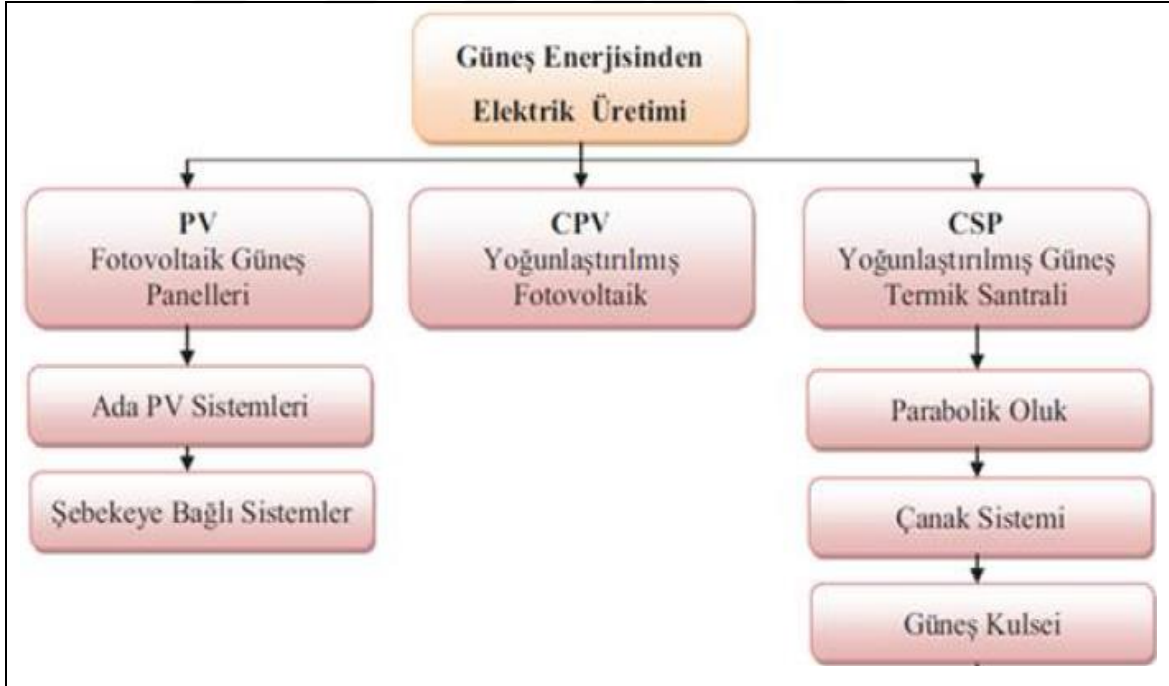 Güneş Enerjisinden
Elektrik Üretimi
PV
Fotovoltaik Güneş
Panelleri
CPV
Yoğunlaştırılmış
Fotovoltaik
CSP
Yoğunlaştırılmış Güneş
Termik Santrali
Ada PV Sistemleri
Şebekeye Bağlı Sistemler
Parabolik Oluk
Çanak Sistemi
Güneş Kulsei